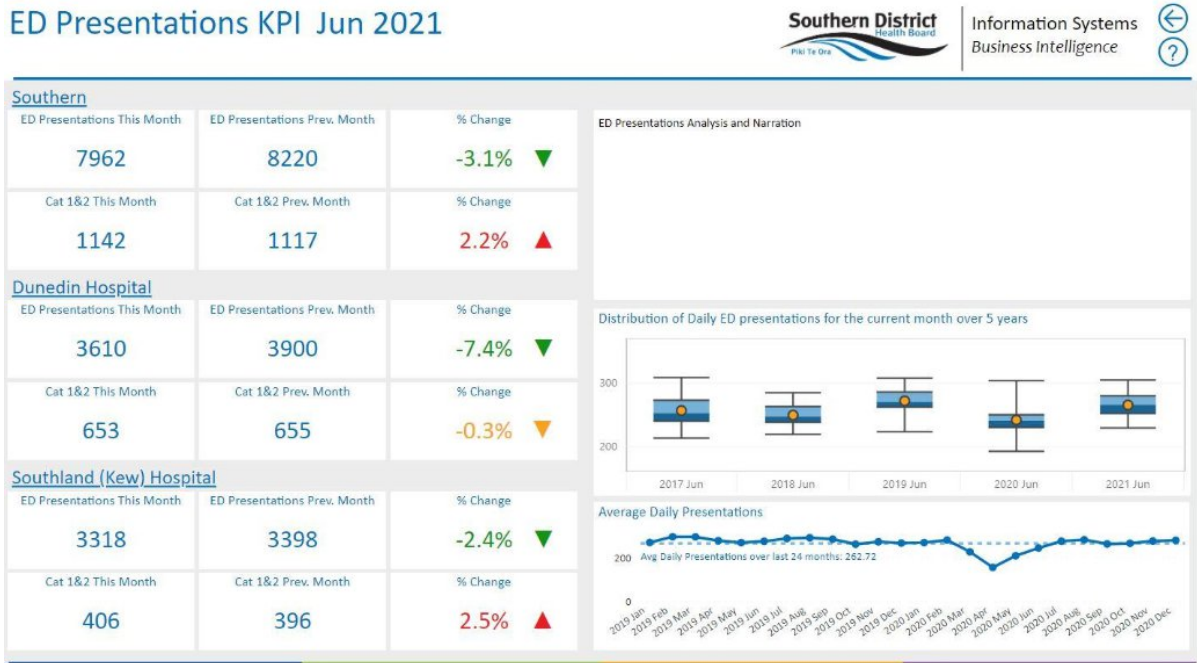 ED Presentations KPI Jun 2021
Southern District
Health Board
Piki Te Ora
Information Systems
Business Intelligence
?
Southern
ED Presentations This Month
ED Presentations Prev. Month
% Change
7962
8220
-3.1%
Cat 1&2 This Month
Cat 1&2 Prev. Month
% Change
1142
1117
2.2%
Dunedin Hospital
ED Presentations This Month
ED Presentations Prev. Month
% Change
3610
3900
-7.4%
Cat 1&2 This Month
Cat 1&2 Prev. Month
% Change
653
655
-0.3%
Southland (Kew) Hospital
ED Presentations This Month
ED Presentations Prev. Month
% Change
3318
3398
-2.4%
Cat 1&2 This Month
Cat 1&2 Prev. Month
% Change
406
396
2.5%
ED Presentations Analysis and Narration
Distribution of Daily ED presentations for the current month over 5 years
300
200
2017 Jun
2018 Jun
2019 Jun
2020 Jun
2021 Jun
Average Daily Presentations
200
Avg Daily Presentations over last 24 months: 262.72
0
2019 Jan
2019 Feb
2019 Mar
2019 Apr
2019 May
2019 Jun
2019 Jul
2019 Aug
2019 Sep
2019 Oct
2019 Nov
2019 Dec
2020 Jan
2020 Feb
2020 Mar
2020 Apr
2020 May
2020 Jun
2020 Jul
2020 Aug
2020 Sep
2020 Oct
2020 Nov
2020 Dec